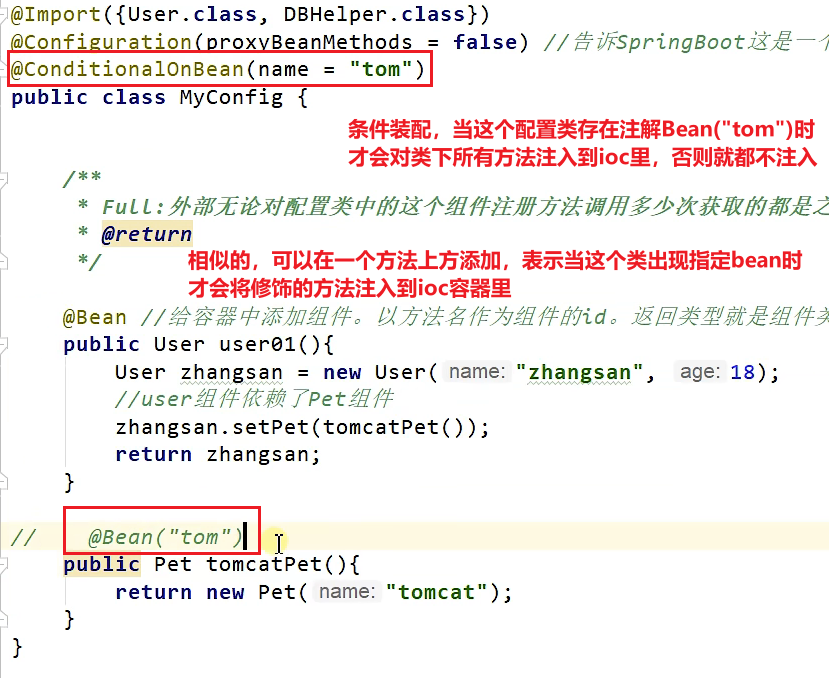 @Import({User.class, DBHelper.class})
@Configuration(proxyBeanMethods = false) //告诉SpringBoot这是一个
@ConditionalOnBean(name = "tom")
public class MyConfig {
条件装配，当这个配置类存在注解Bean("tom")时
才会对类下所有方法注入到ioc里，否则就都不注入
/**
* Full:外部无论对配置类中的这个组件注册方法调用多少次获取的都是之
* @return
*/
相似的，可以在一个方法上方添加，表示当这个类出现指定bean时
才会将修饰的方法注入到ioc容器里
@Bean //给容器中添加组件。以方法名作为组件的id。返回类型就是组件类
public User user01(){
User zhangsan = new User( name: "zhangsan", age: 18);
//user组件依赖了Pet组件
zhangsan.setPet(tomcatPet());
return zhangsan;
}
// @Bean("tom")
public Pet tomcatPet(){
return new Pet( name: "tomcat");
}
}